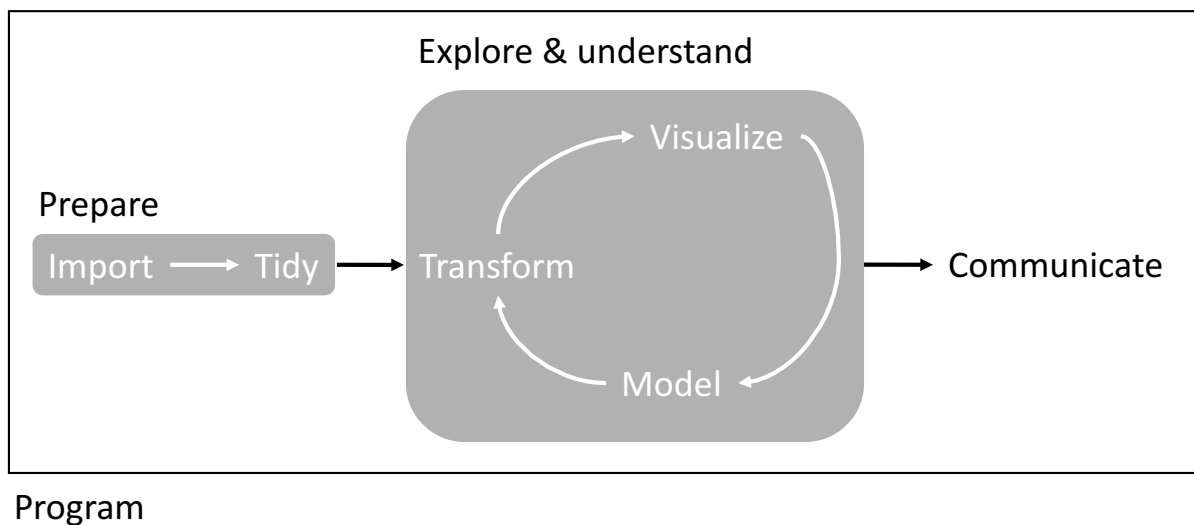 Explore & understand
Visualize
Prepare
Import Tidy Transform Communicate
Model
Program